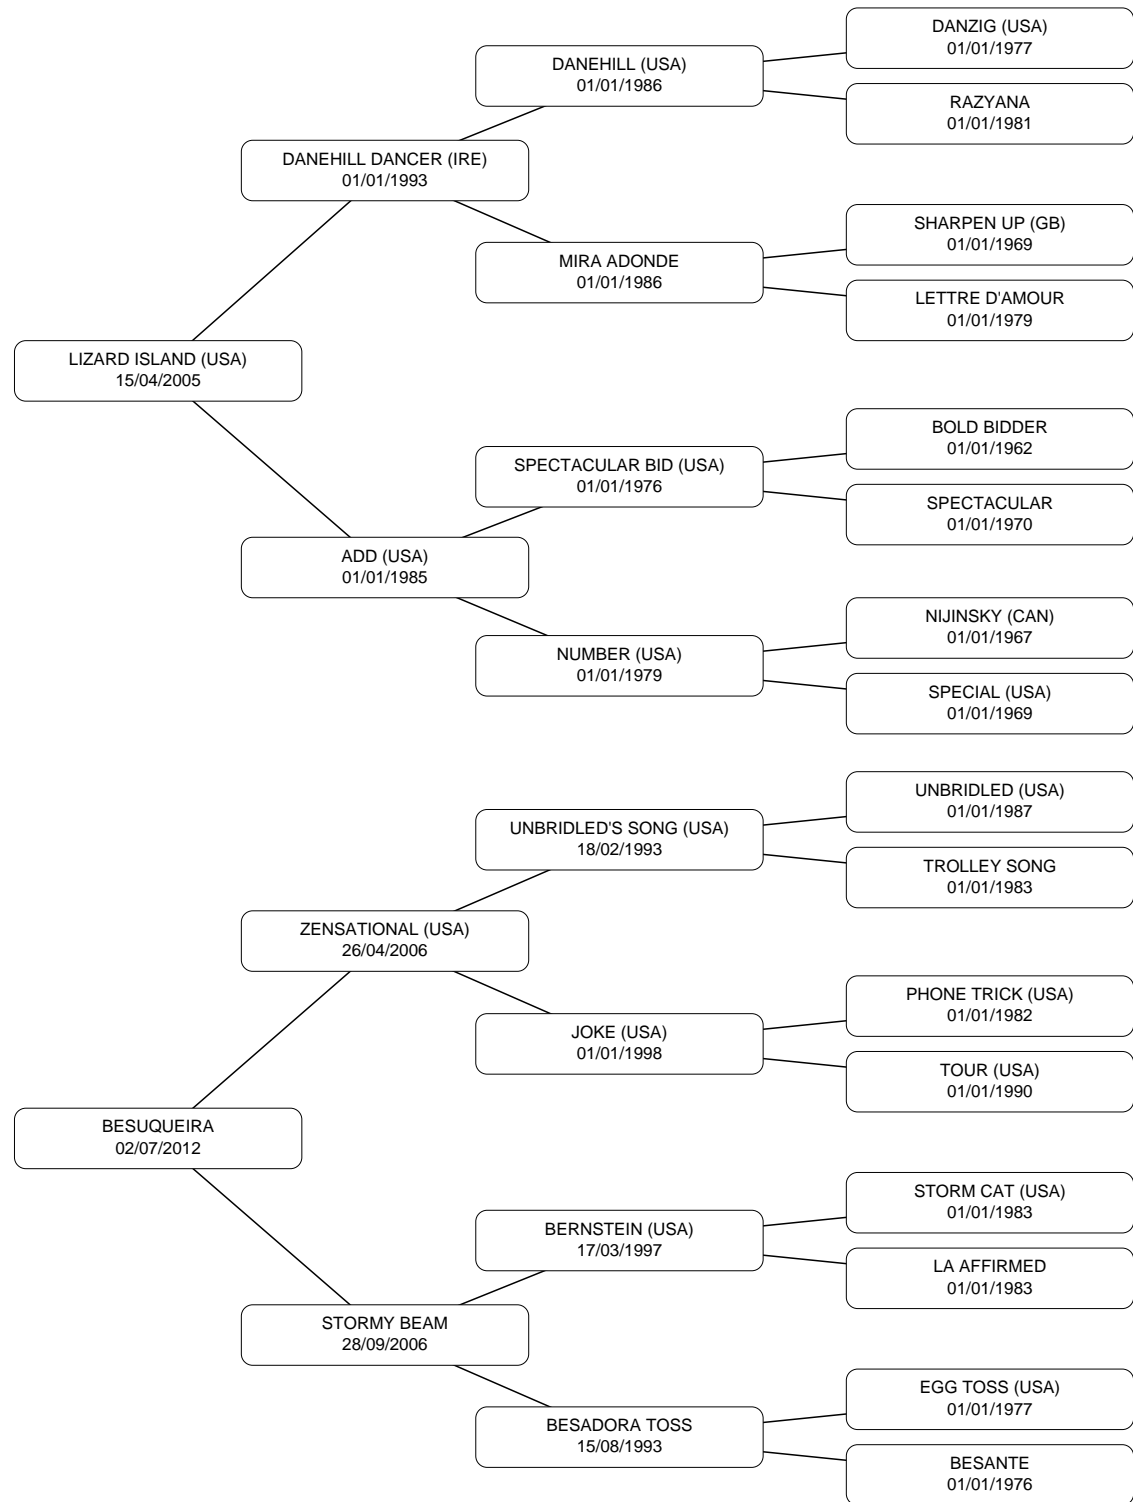 DANZIG (USA)
01/01/1977
DANEHILL (USA)
01/01/1986
RAZYANA
01/01/1981
DANEHILL DANCER (IRE)
01/01/1993
SHARPEN UP (GB)
01/01/1969
MIRA ADONDE
01/01/1986
LETTRE D'AMOUR
01/01/1979
LIZARD ISLAND (USA)
15/04/2005
BOLD BIDDER
01/01/1962
SPECTACULAR BID (USA)
01/01/1976
SPECTACULAR
01/01/1970
ADD (USA)
01/01/1985
NIJINSKY (CAN)
01/01/1967
NUMBER (USA)
01/01/1979
SPECIAL (USA)
01/01/1969
UNBRIDLED (USA)
01/01/1987
UNBRIDLED'S SONG (USA)
18/02/1993
TROLLEY SONG
01/01/1983
ZENSATIONAL (USA)
26/04/2006
PHONE TRICK (USA)
01/01/1982
JOKE (USA)
01/01/1998
TOUR (USA)
01/01/1990
BESUQUEIRA
02/07/2012
STORM CAT (USA)
01/01/1983
BERNSTEIN (USA)
17/03/1997
LA AFFIRMED
01/01/1983
STORMY BEAM
28/09/2006
EGG TOSS (USA)
01/01/1977
BESADORA TOSS
15/08/1993
BESANTE
01/01/1976